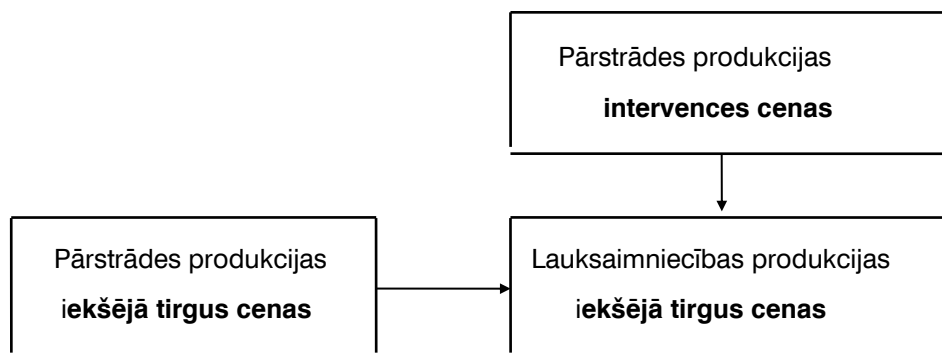 Pārstrādes produkcijas
intervences cenas
Pārstrādes produkcijas
iekšējā tirgus cenas
Lauksaimniecības produkcijas
iekšējā tirgus cenas